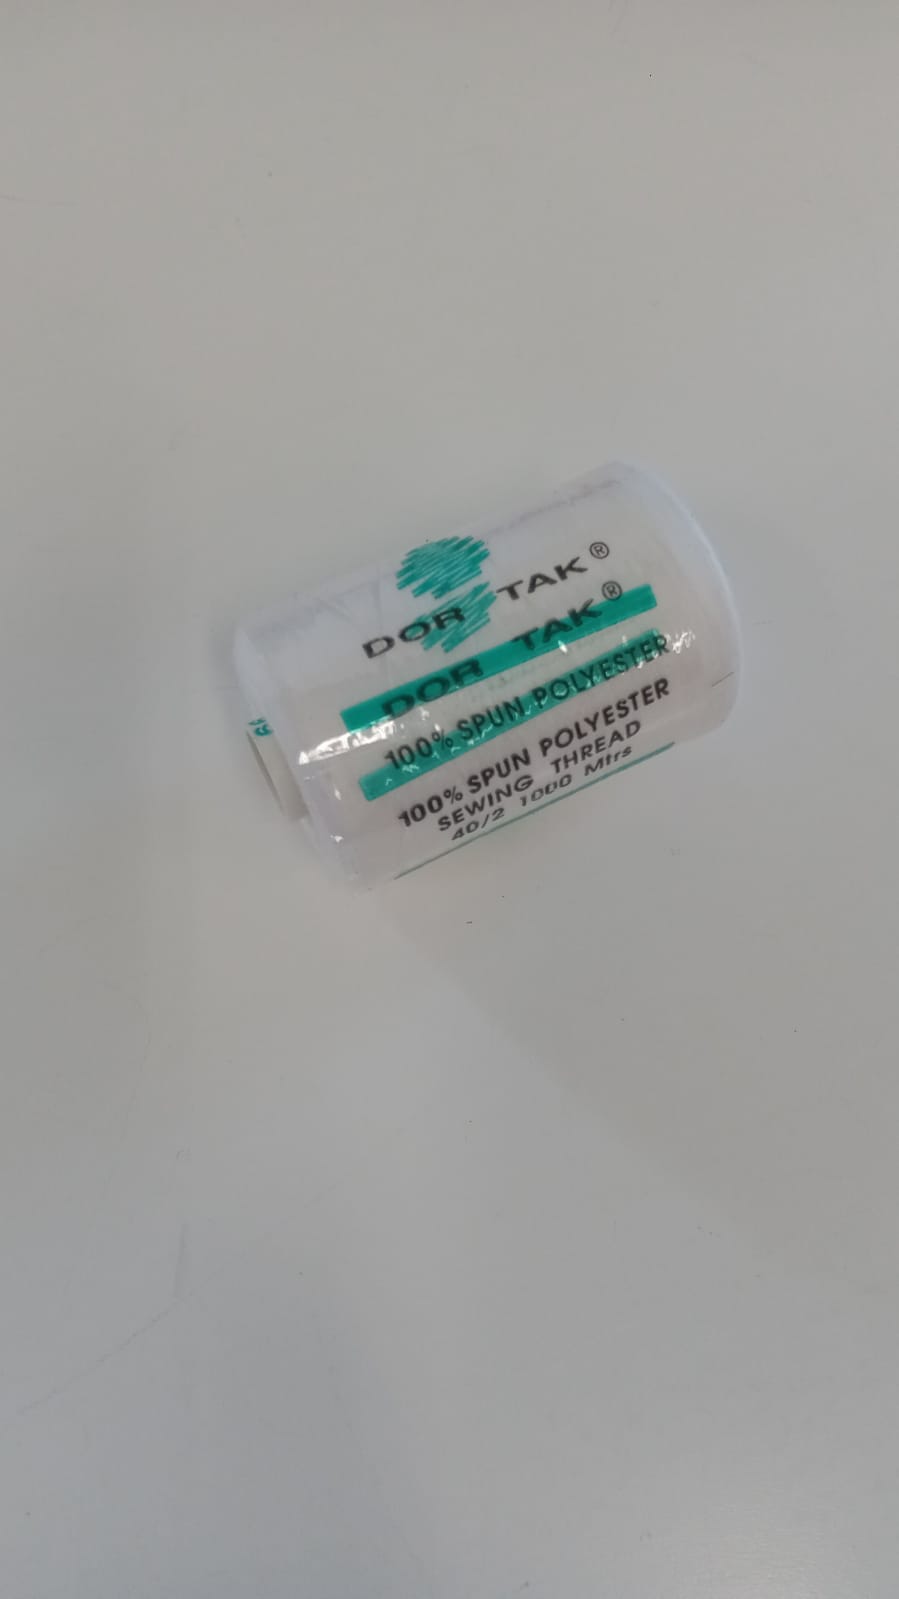 DOR TAK®
DOR TAK®
100% SPUN POLYESTER
100% SPUN POLYESTER
SEWING THREAD
40/2 1000 Mtrs